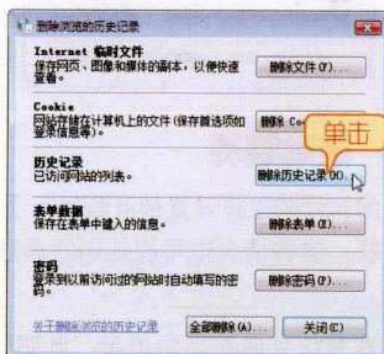 删除浏览的历史记录
Internet 临时文件
保存网页、图像和媒体的副本，以便快速
查看。
删除文件(F)...
Cookie
网站存储在计算机上的文件(保存首选项如
登录信息等)。
删除 Co
单击
历史记录
已访问网站的列表。
删除历史记录(H)...
表单数据
保存在表单中键入的信息。
删除表单(E)...
密码
登录到以前访问过的网站时自动填写的密
码。
删除密码(P)...
关于删除浏览的历史记录
全部删除(A)...
关闭(C)